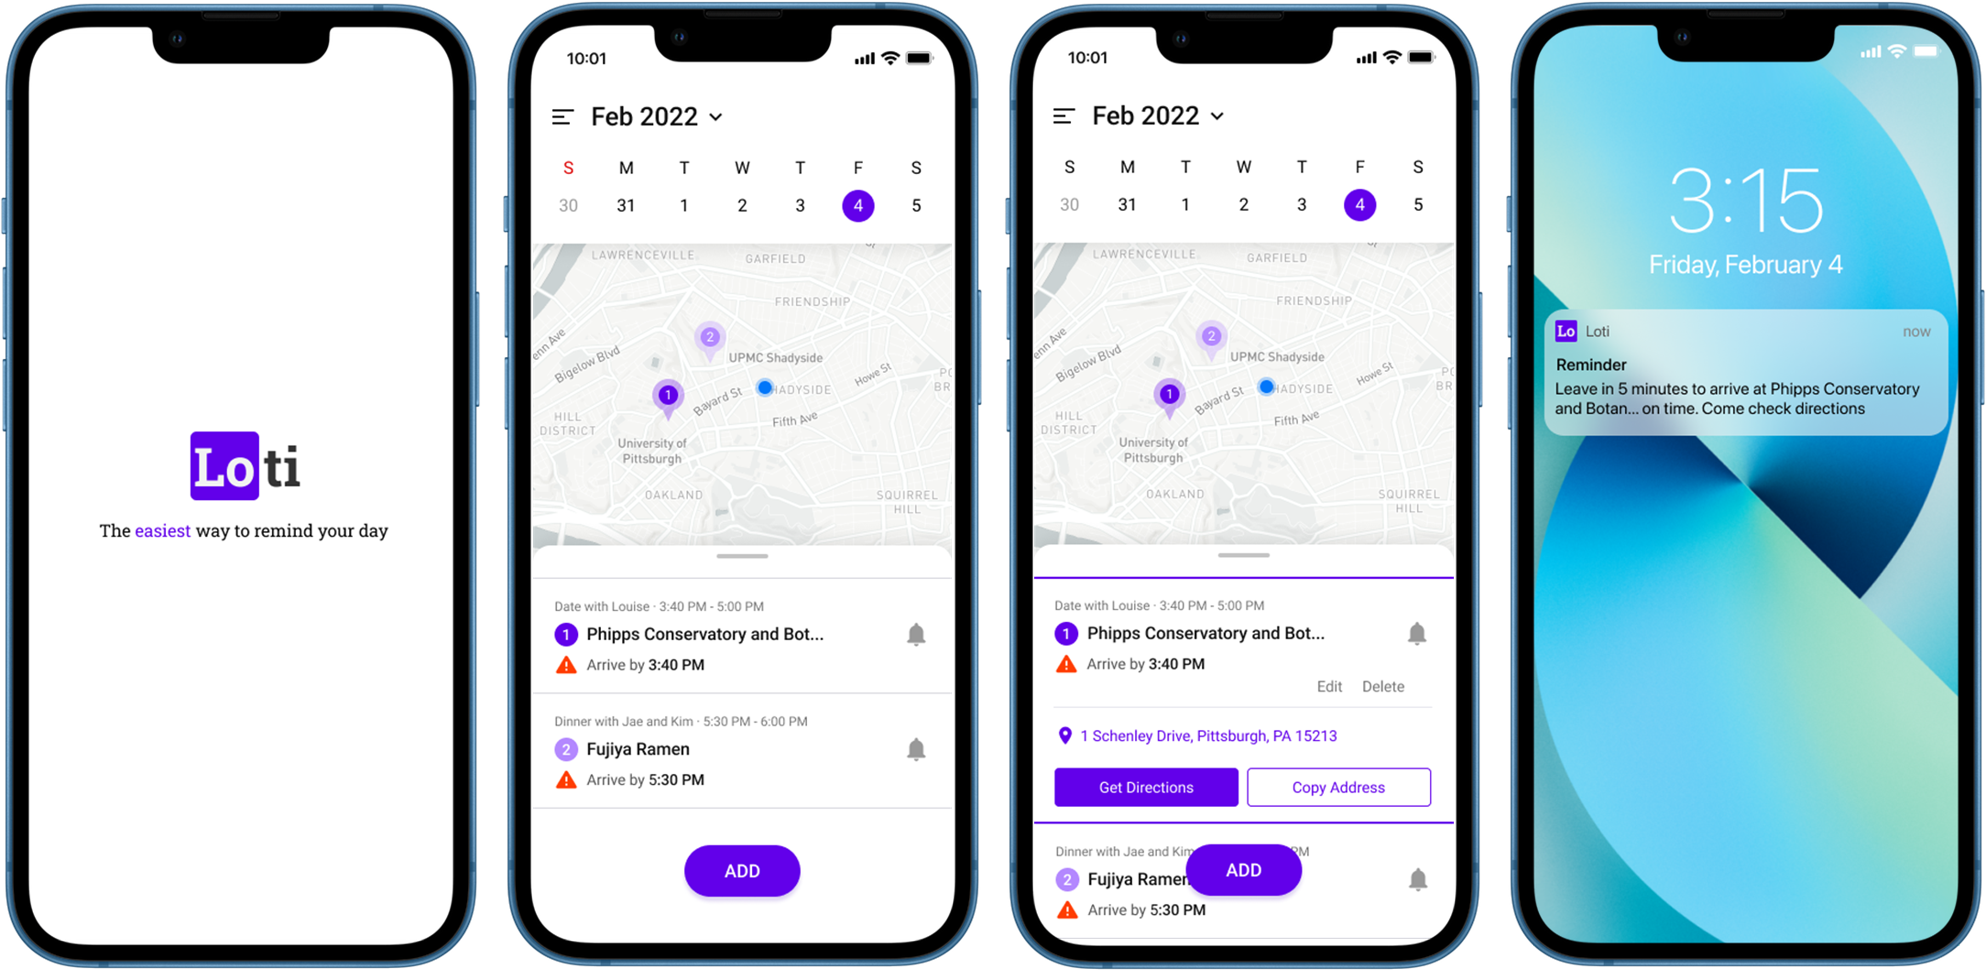 Loti
The easiest way to remind your day
10:01
Feb 2022
S M T W T F S
30 31 1 2 3 4 5
LAWRENCEVILLE
GARFIELD
FRIENDSHIP
2
enn Ave
Bigelow Blvd
UPMC Shadyside
Howe St
PO
BR
1
Bayard St
HADYSIDE
HILL
DISTRICT
Fifth Ave
University of
Pittsburgh
OAKLAND
SQUIRREL
HILL
Date with Louise · 3:40 PM - 5:00 PM
1 Phipps Conservatory and Bot...
Arrive by 3:40 PM
Dinner with Jae and Kim · 5:30 PM - 6:00 PM
2 Fujiya Ramen
Arrive by 5:30 PM
ADD
10:01
Feb 2022
S M T W T F S
30 31 1 2 3 4 5
LAWRENCEVILLE
GARFIELD
FRIENDSHIP
2
enn Ave
Bigelow Blvd
UPMC Shadyside
Howe St
PO
BR
1
Bayard St
HADYSIDE
HILL
DISTRICT
Fifth Ave
University of
Pittsburgh
OAKLAND
SQUIRREL
HILL
Date with Louise · 3:40 PM - 5:00 PM
1 Phipps Conservatory and Bot...
Arrive by 3:40 PM
Edit Delete
1 Schenley Drive, Pittsburgh, PA 15213
Get Directions Copy Address
Dinner with Jae and Kim PM
2 Fujiya Ramen
Arrive by 5:30 PM
ADD
3:15
Friday, February 4
Lo Loti now
Reminder
Leave in 5 minutes to arrive at Phipps Conservatory
and Botan... on time. Come check directions